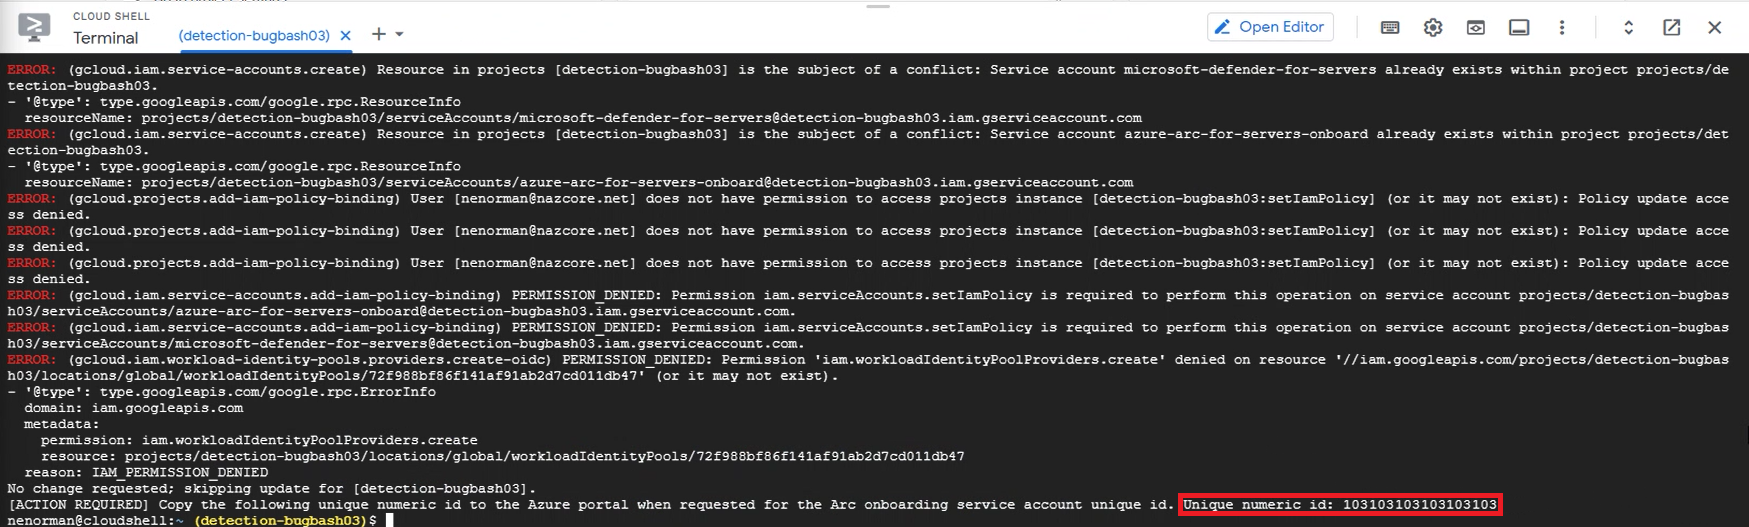 CLOUD SHELL
Terminal
(detection-bugbash03)
Open Editor
ERROR: (gcloud.iam.service-accounts.create) Resource in projects [detection-bugbash03] is the subject of a conflict: Service account microsoft-defender-for-servers already exists within project projects/de
tection-bugbash03.
- '@type': type.googleapis.com/google.rpc.ResourceInfo
resourceName: projects/detection-bugbash03/serviceAccounts/microsoft-defender-for-servers@detection-bugbash03.iam.gserviceaccount.com
ERROR: (gcloud.iam.service-accounts.create) Resource in projects [detection-bugbash03] is the subject of a conflict: Service account azure-arc-for-servers-onboard already exists within project projects/det
ection-bugbash03.
- '@type': type.googleapis.com/google.rpc.ResourceInfo
resourceName: projects/detection-bugbash03/serviceAccounts/azure-arc-for-servers-onboard@detection-bugbash03.iam.gserviceaccount.com
ERROR: (gcloud.projects.add-iam-policy-binding) User [nenorman@nazcore.net] does not have permission to access projects instance [detection-bugbash03:setIamPolicy] (or it may not exist): Policy update acce
ss denied.
ERROR: (gcloud.projects.add-iam-policy-binding) User [nenorman@nazcore.net] does not have permission to access projects instance [detection-bugbash03:setIamPolicy] (or it may not exist): Policy update acce
ss denied.
ERROR: (gcloud.projects.add-iam-policy-binding) User [nenorman@nazcore.net] does not have permission to access projects instance [detection-bugbash03:setIamPolicy] (or it may not exist): Policy update acce
ss denied.
ERROR: (gcloud.iam.service-accounts.add-iam-policy-binding) PERMISSION_DENIED: Permission iam.serviceAccounts.setIamPolicy is required to perform this operation on service account projects/detection-bugbas
h03/serviceAccounts/azure-arc-for-servers-onboard@detection-bugbash03.iam.gserviceaccount.com.
ERROR: (gcloud.iam.service-accounts.add-iam-policy-binding) PERMISSION_DENIED: Permission iam.serviceAccounts.setIamPolicy is required to perform this operation on service account projects/detection-bugbas
h03/serviceAccounts/microsoft-defender-for-servers@detection-bugbash03.iam.gserviceaccount.com.
ERROR: (gcloud.iam.workload-identity-pools.providers.create-oidc) PERMISSION_DENIED: Permission 'iam.workloadIdentityPoolProviders.create' denied on resource '//iam.googleapis.com/projects/detection-bugbas
h03/locations/global/workloadIdentityPools/72f988bf86f141af91ab2d7cd011db47' (or it may not exist).
- '@type': type.googleapis.com/google.rpc.ErrorInfo
domain: iam.googleapis.com
metadata:
permission: iam.workloadIdentityPoolProviders.create
resource: projects/detection-bugbash03/locations/global/workloadIdentityPools/72f988bf86f141af91ab2d7cd011db47
reason: IAM_PERMISSION_DENIED
No change requested; skipping update for [detection-bugbash03].
[ACTION REQUIRED] Copy the following unique numeric id to the Azure portal when requested for the Arc onboarding service account unique id. Unique numeric id: 103103103103103103
nenorman@cloudshell:~ (detection-bugbash03)$